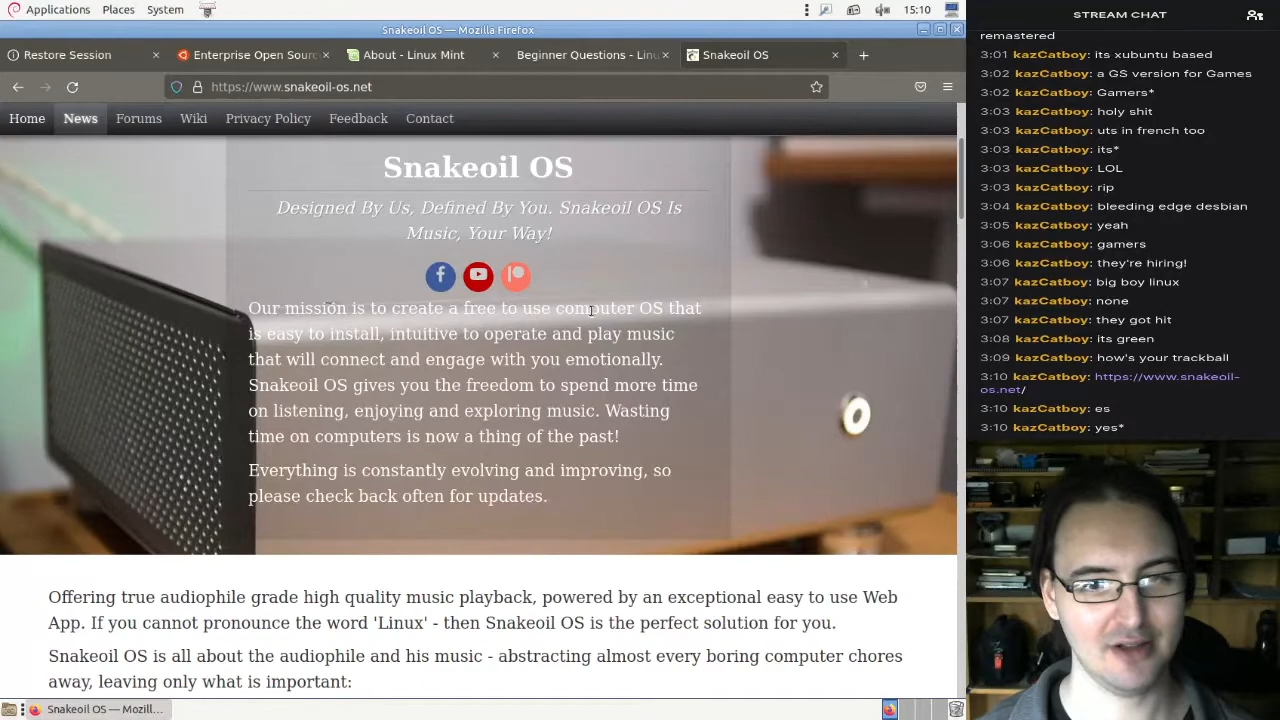 Applications Places System 15:10
Snakeoil OS — Mozilla Firefox
Restore Session
Enterprise Open Sourc
About - Linux Mint
Beginner Questions - Linu
Snakeoil OS
https://www.snakeoil-os.net
Home News Forums Wiki Privacy Policy Feedback Contact
Snakeoil OS
Designed By Us, Defined By You. Snakeoil OS Is
Music, Your Way!
Our mission is to create a free to use computer OS that
is easy to install, intuitive to operate and play music
that will connect and engage with you emotionally.
Snakeoil OS gives you the freedom to spend more time
on listening, enjoying and exploring music. Wasting
time on computers is now a thing of the past!
Everything is constantly evolving and improving, so
please check back often for updates.
Offering true audiophile grade high quality music playback, powered by an exceptional easy to use Web
App. If you cannot pronounce the word 'Linux' - then Snakeoil OS is the perfect solution for you.
Snakeoil OS is all about the audiophile and his music - abstracting almost every boring computer chores
away, leaving only what is important:
Snakeoil OS — Mozill...
STREAM CHAT
remastered
3:01 kazCatboy: its xubuntu based
3:02 kazCatboy: a GS version for Games
3:02 kazCatboy: Gamers*
3:03 kazCatboy: holy shit
3:03 kazCatboy: uts in french too
3:03 kazCatboy: its*
3:03 kazCatboy: LOL
3:03 kazCatboy: rip
3:04 kazCatboy: bleeding edge desbian
3:05 kazCatboy: yeah
3:06 kazCatboy: gamers
3:06 kazCatboy: they're hiring!
3:07 kazCatboy: big boy linux
3:07 kazCatboy: none
3:07 kazCatboy: they got hit
3:08 kazCatboy: its green
3:09 kazCatboy: how's your trackball
3:10 kazCatboy: https://www.snakeoil-
os.net/
3:10 kazCatboy: es
3:10 kazCatboy: yes*